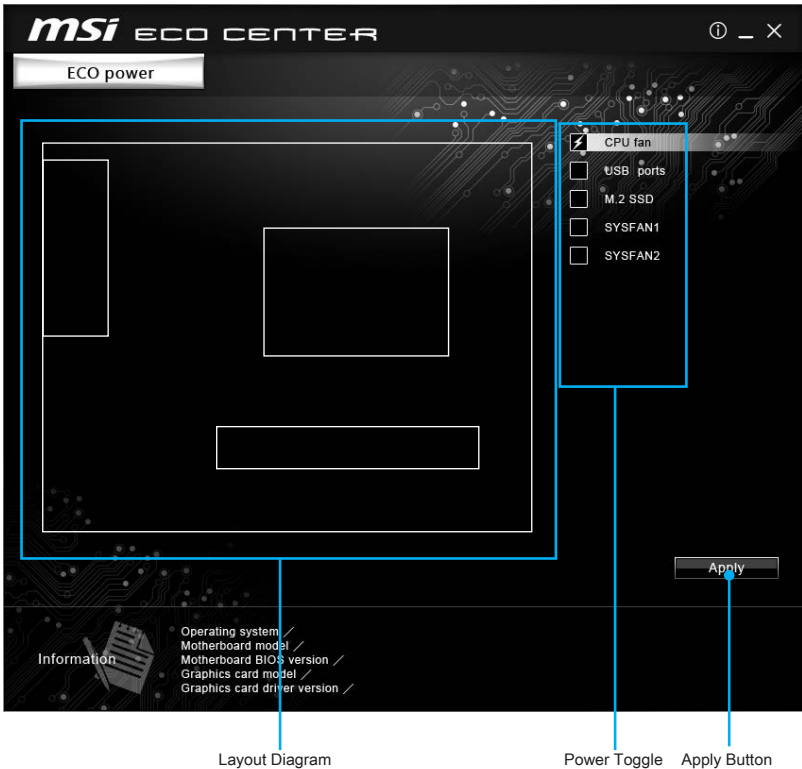 msi ECO CENTER
ECO power
CPU fan
USB ports
M.2 SSD
SYSFAN1
SYSFAN2
Apply
Information
Operating system ／
Motherboard model ／
Motherboard BIOS version ／
Graphics card model ／
Graphics card driver version ／
Layout Diagram
Power Toggle
Apply Button